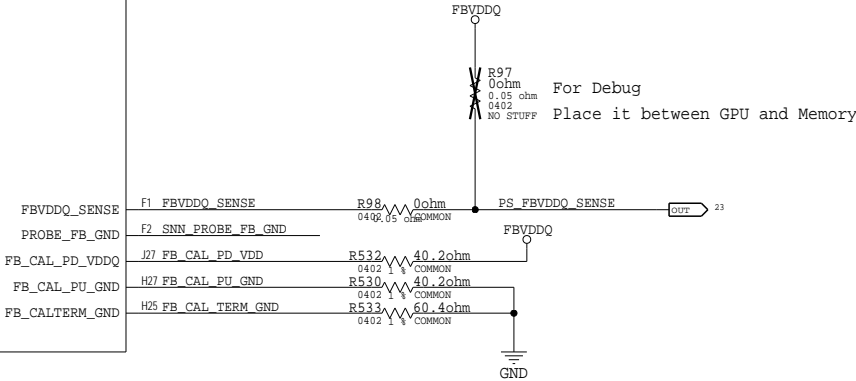 FBVDDQ
R97
0ohm
0.05 ohm
0402
NO STUFF
For Debug
Place it between GPU and Memory
FBVDDQ_SENSE F1 FBVDDQ_SENSE R98 0ohm PS_FBVDDQ_SENSE OUT 23
0402 0.05 ohm COMMON
PROBE_FB_GND F2 SNN_PROBE_FB_GND
FBVDDQ
FB_CAL_PD_VDDQ J27 FB_CAL_PD_VDD R532 40.2ohm
0402 1 % COMMON
FB_CAL_PU_GND H27 FB_CAL_PU_GND R530 40.2ohm
0402 1 % COMMON
FB_CALTERM_GND H25 FB_CAL_TERM_GND R533 60.4ohm
0402 1 % COMMON
GND